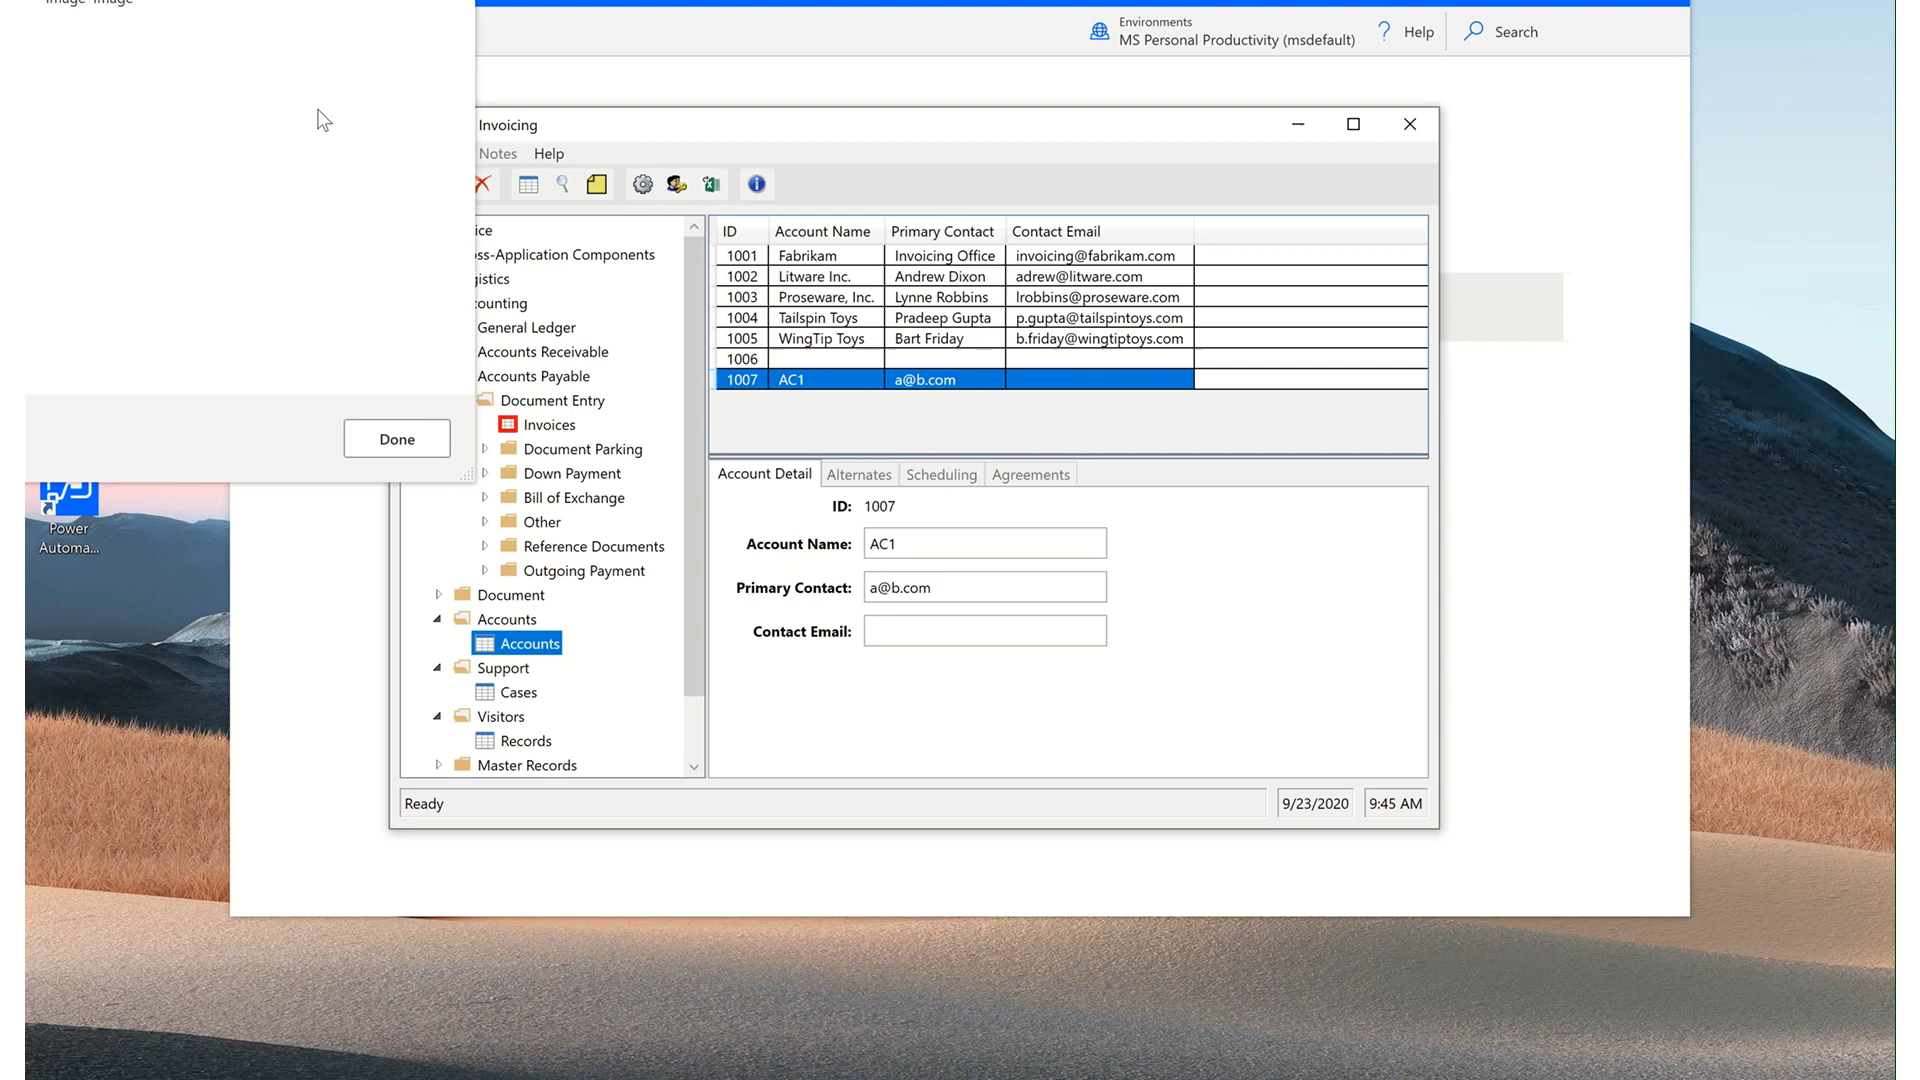 Environments
MS Personal Productivity (msdefault)
? Help
Search
Invoicing
Notes Help
ID Account Name Primary Contact Contact Email
1001 Fabrikam Invoicing Office invoicing@fabrikam.com
1002 Litware Inc. Andrew Dixon adrew@litware.com
1003 Proseware, Inc. Lynne Robbins lrobbins@proseware.com
1004 Tailspin Toys Pradeep Gupta p.gupta@tailspintoys.com
1005 WingTip Toys Bart Friday b.friday@wingtiptoys.com
1006
1007 AC1 a@b.com
ice
oss-Application Components
gistics
counting
General Ledger
Accounts Receivable
Accounts Payable
Document Entry
Invoices
Document Parking
Down Payment
Bill of Exchange
Other
Reference Documents
Outgoing Payment
Document
Accounts
Accounts
Support
Cases
Visitors
Records
Master Records
Account Detail Alternates Scheduling Agreements
ID: 1007
Account Name: AC1
Primary Contact: a@b.com
Contact Email:
Ready
9/23/2020
9:45 AM
Done
Power
Automa...